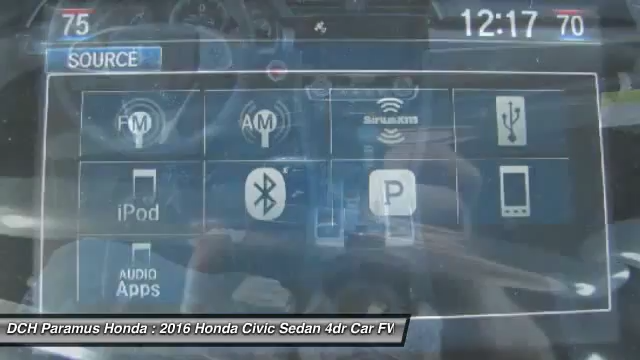 75
12:17
70
SOURCE
FM
AM
SiriusXM
iPod
P
AUDIO
Apps
DCH Paramus Honda : 2016 Honda Civic Sedan 4dr Car FV